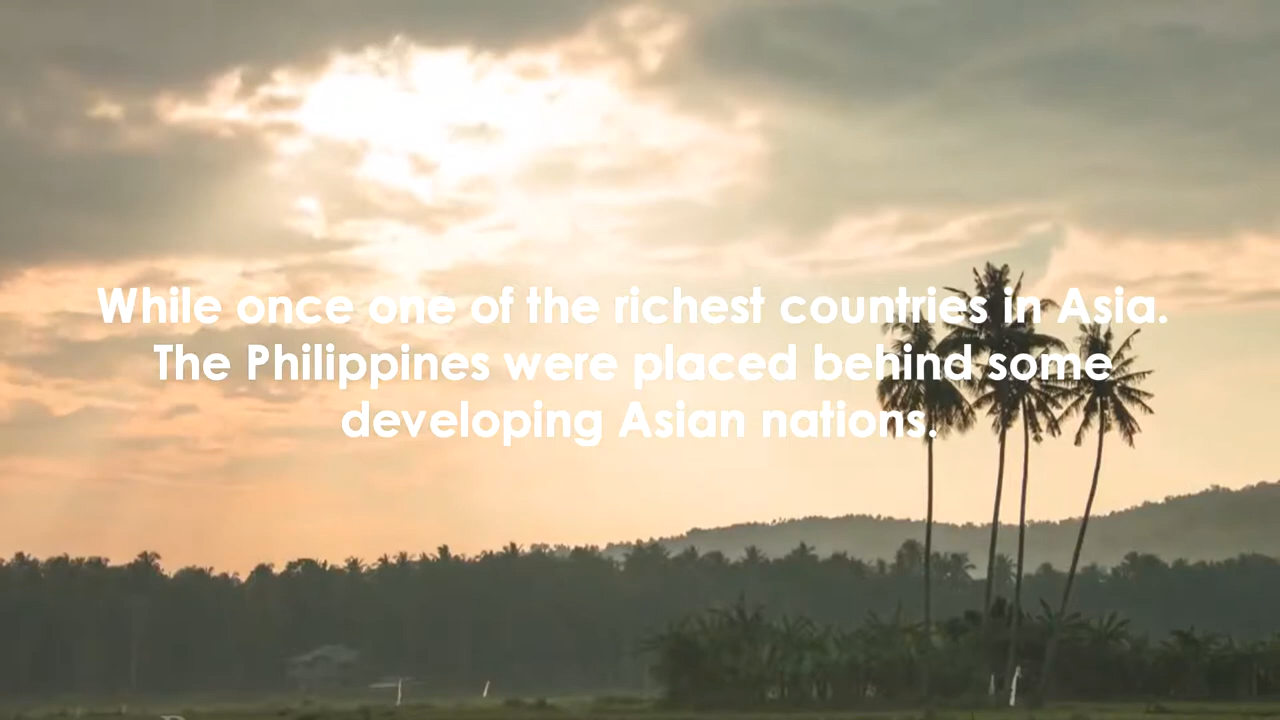 While once one of the richest countries in Asia.
The Philippines were placed behind some
developing Asian nations.